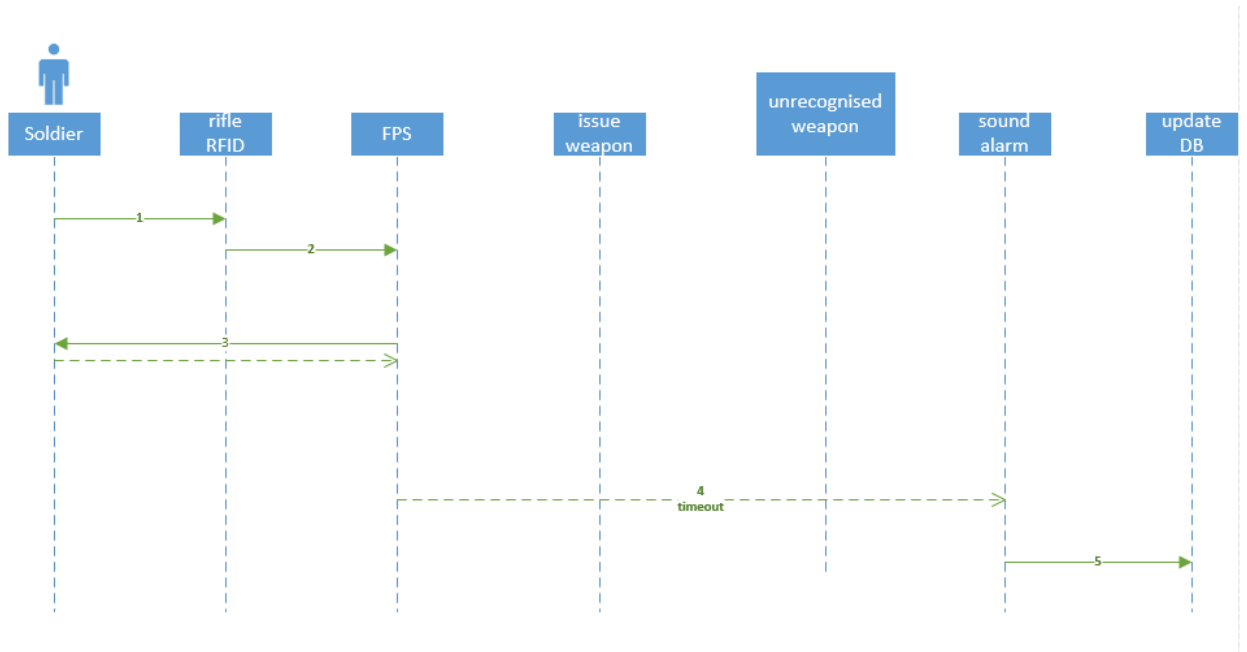 Soldier
rifle
RFID
FPS
issue
weapon
unrecognised
weapon
sound
alarm
update
DB
1
2
3
4
timeout
5